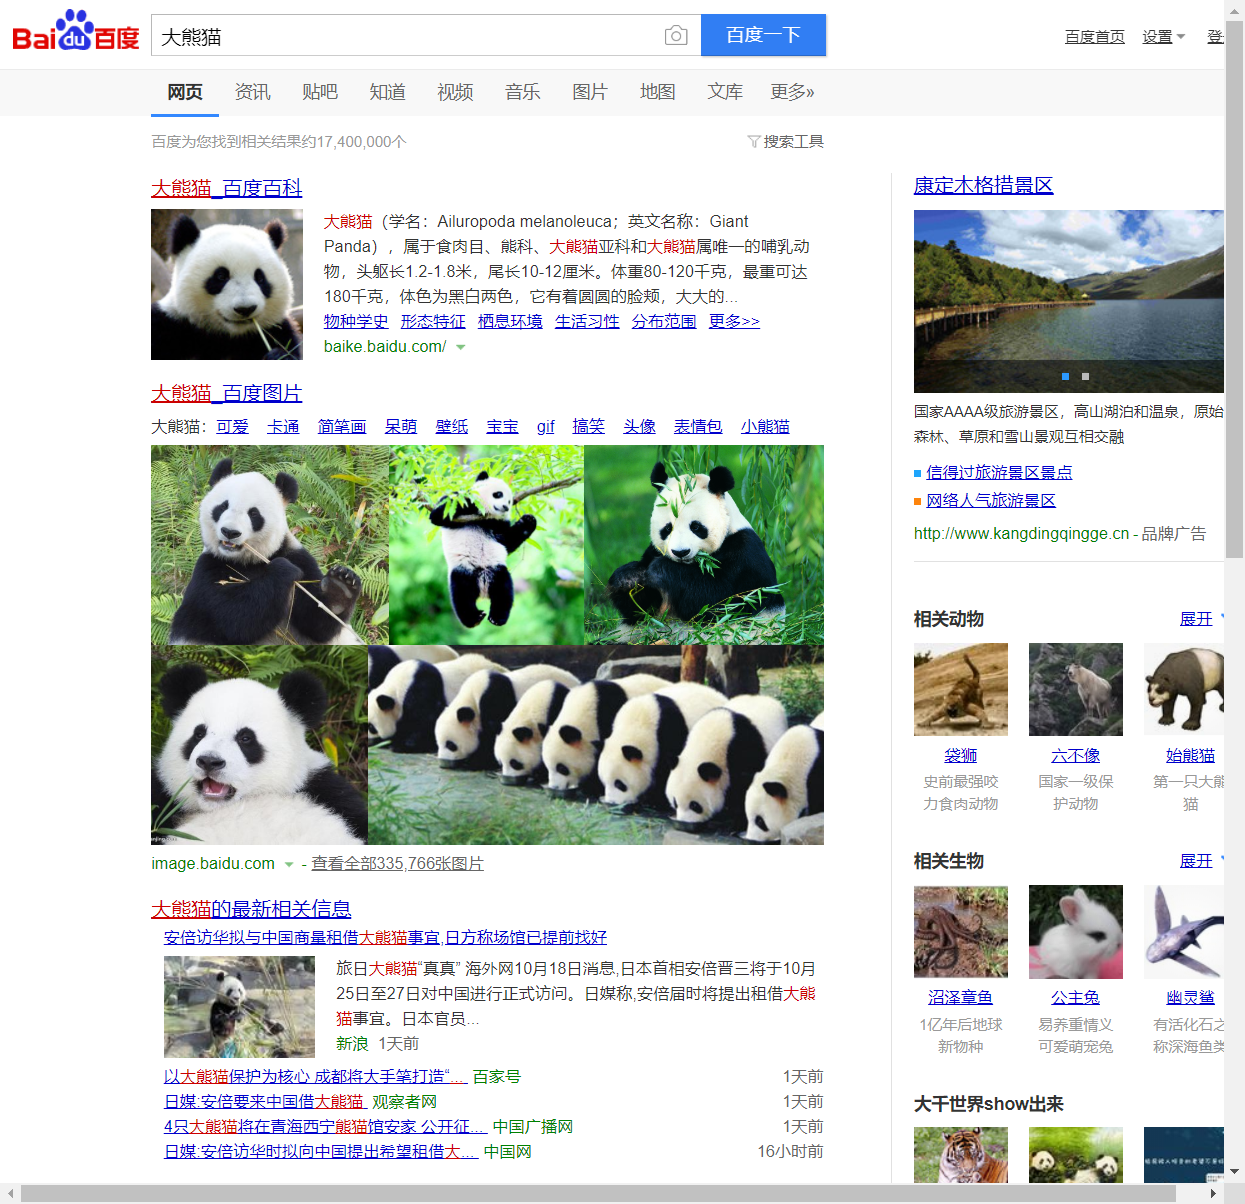 Bai du 百度
大熊猫
百度一下
百度首页 设置
网页 资讯 贴吧 知道 视频 音乐 图片 地图 文库 更多»
百度为您找到相关结果约17,400,000个
搜索工具
大熊猫_百度百科
大熊猫（学名：Ailuropoda melanoleuca；英文名称：Giant
Panda），属于食肉目、熊科、大熊猫亚科和大熊猫属唯一的哺乳动
物，头躯长1.2-1.8米，尾长10-12厘米。体重80-120千克，最重可达
180千克，体色为黑白两色，它有着圆圆的脸颊，大大的...
物种学史 形态特征 栖息环境 生活习性 分布范围 更多>>
baike.baidu.com/
大熊猫_百度图片
大熊猫：可爱 卡通 简笔画 呆萌 壁纸 宝宝 gif 搞笑 头像 表情包 小熊猫
image.baidu.com - 查看全部335,766张图片
大熊猫的最新相关信息
安倍访华拟与中国商量租借大熊猫事宜,日方称场馆已提前找好
旅日大熊猫“真真” 海外网10月18日消息,日本首相安倍晋三将于10月
25日至27日对中国进行正式访问。日媒称,安倍届时将提出租借大熊
猫事宜。日本官员...
新浪 1天前
以大熊猫保护为核心 成都将大手笔打造“... 百家号 1天前
日媒:安倍要来中国借大熊猫 观察者网 1天前
4只大熊猫将在青海西宁熊猫馆安家 公开征... 中国广播网 1天前
日媒:安倍访华时拟向中国提出希望租借大... 中国网 16小时前
康定木格措景区
国家AAAA级旅游景区，高山湖泊和温泉，原始
森林、草原和雪山景观互相交融
信得过旅游景区景点
网络人气旅游景区
http://www.kangdingqingge.cn - 品牌广告
相关动物 展开
袋狮 六不像 始熊猫
史前最强咬 国家一级保 第一只大熊
力食肉动物 护动物 猫
相关生物 展开
沼泽章鱼 公主兔 幽灵鲨
1亿年后地球 易养重情义 有活化石之
新物种 可爱萌宠兔 称深海鱼类
大千世界show出来